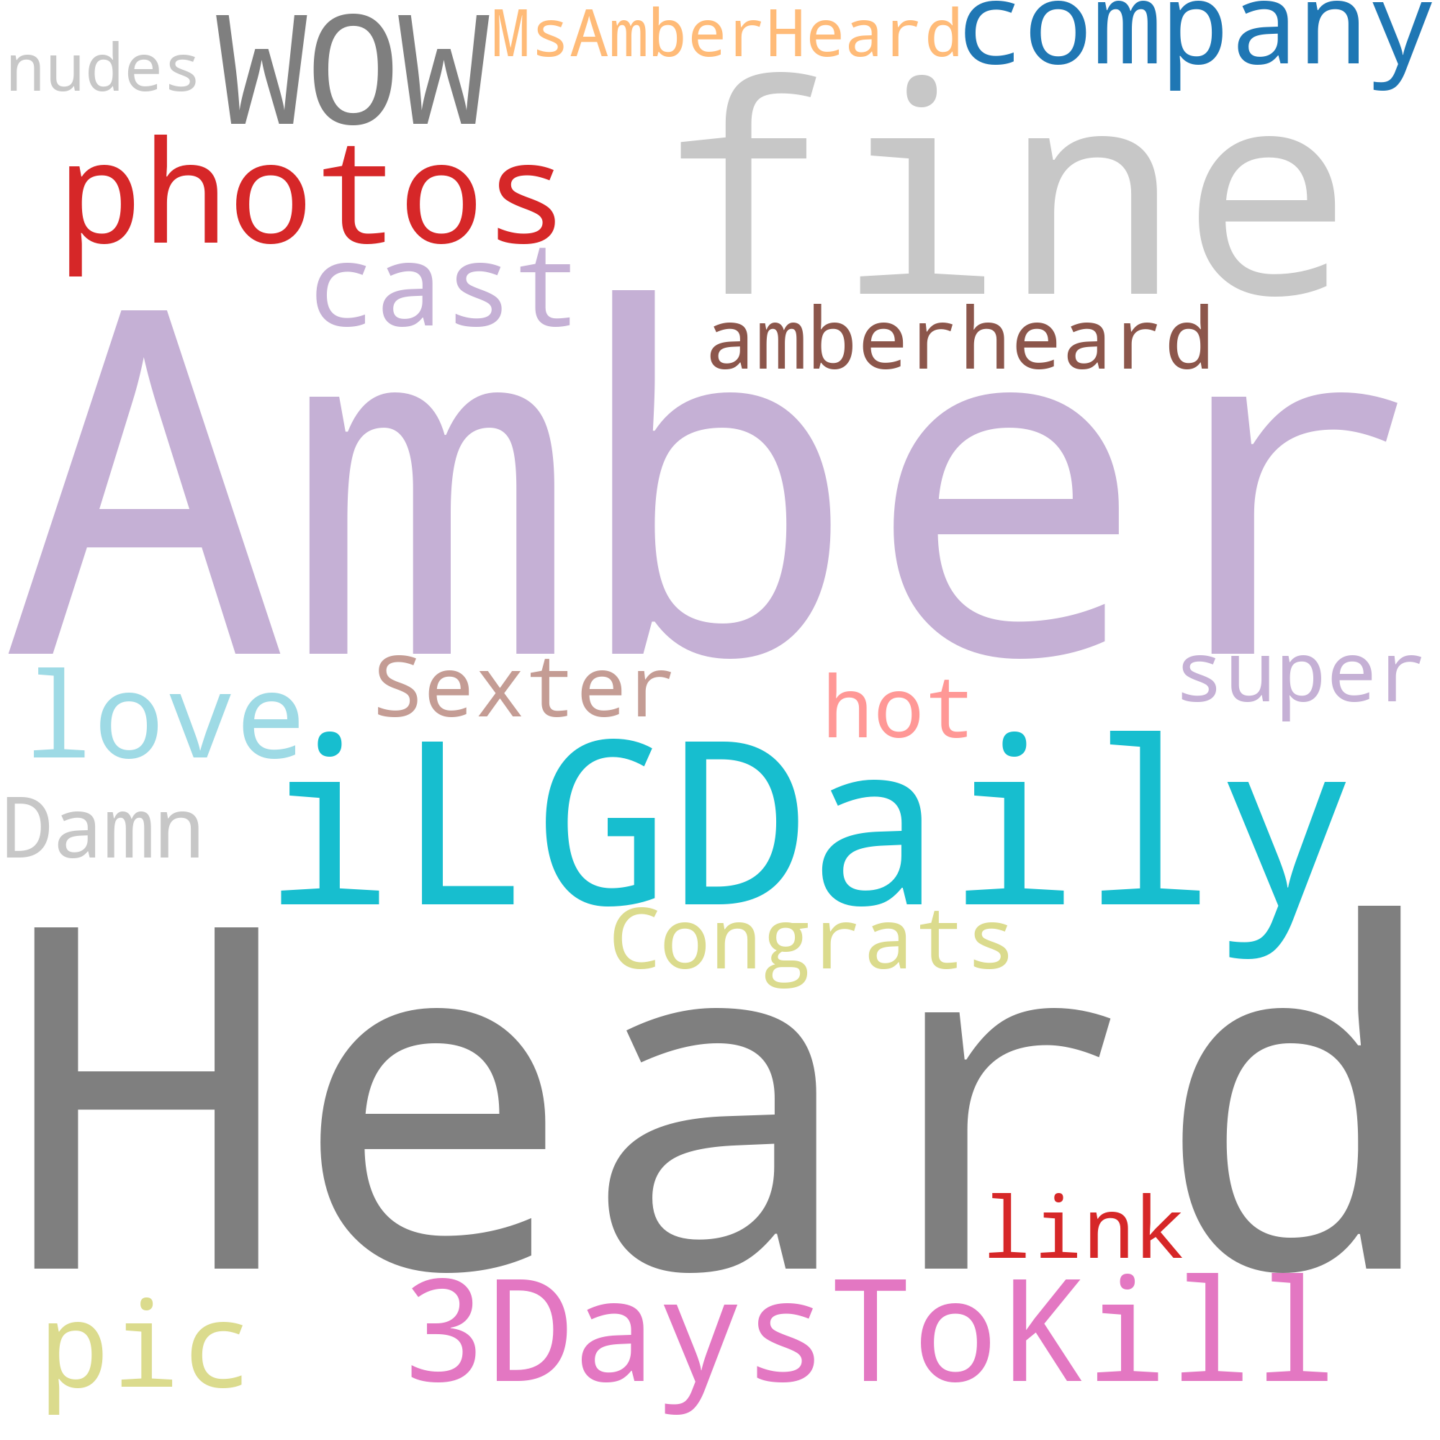 nudes WOW MsAmberHeard company
photos fine
cast amberheard
Amber
love Sexter hot super
Damn iLGDaily
Congrats
Heard
link
pic 3DaysToKill